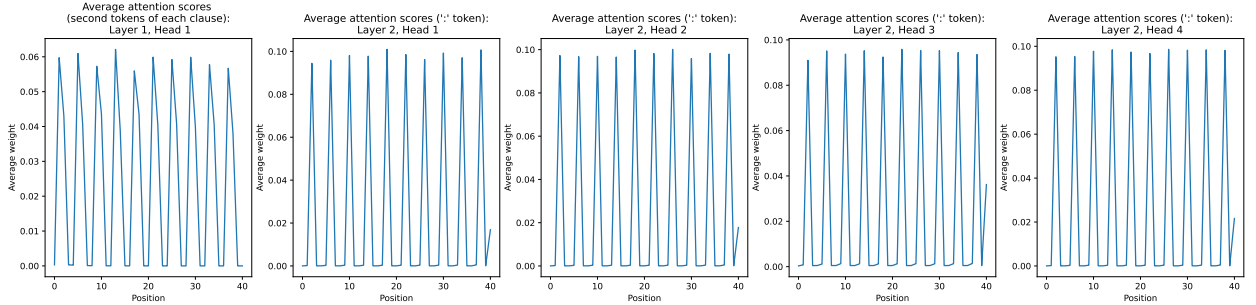 Average attention scores
(second tokens of each clause):
Layer 1, Head 1
0.06
0.05
0.04
0.03
0.02
0.01
0.00
Average weight
0 10 20 30 40
Position
Average attention scores (':' token):
Layer 2, Head 1
0.10
0.08
0.06
0.04
0.02
0.00
Average weight
0 10 20 30 40
Position
Average attention scores (':' token):
Layer 2, Head 2
0.10
0.08
0.06
0.04
0.02
0.00
Average weight
0 10 20 30 40
Position
Average attention scores (':' token):
Layer 2, Head 3
0.10
0.08
0.06
0.04
0.02
0.00
Average weight
0 10 20 30 40
Position
Average attention scores (':' token):
Layer 2, Head 4
0.10
0.08
0.06
0.04
0.02
0.00
Average weight
0 10 20 30 40
Position